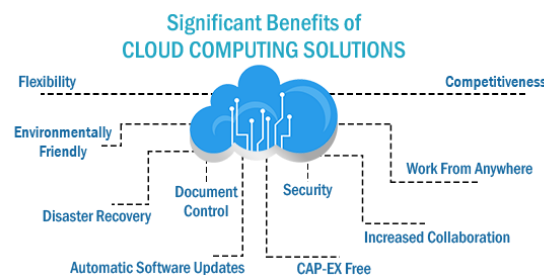 Significant Benefits of
CLOUD COMPUTING SOLUTIONS
Flexibility
Competitiveness
Environmentally
Friendly
Work From Anywhere
Document
Control
Security
Disaster Recovery
Increased Collaboration
Automatic Software Updates
CAP-EX Free